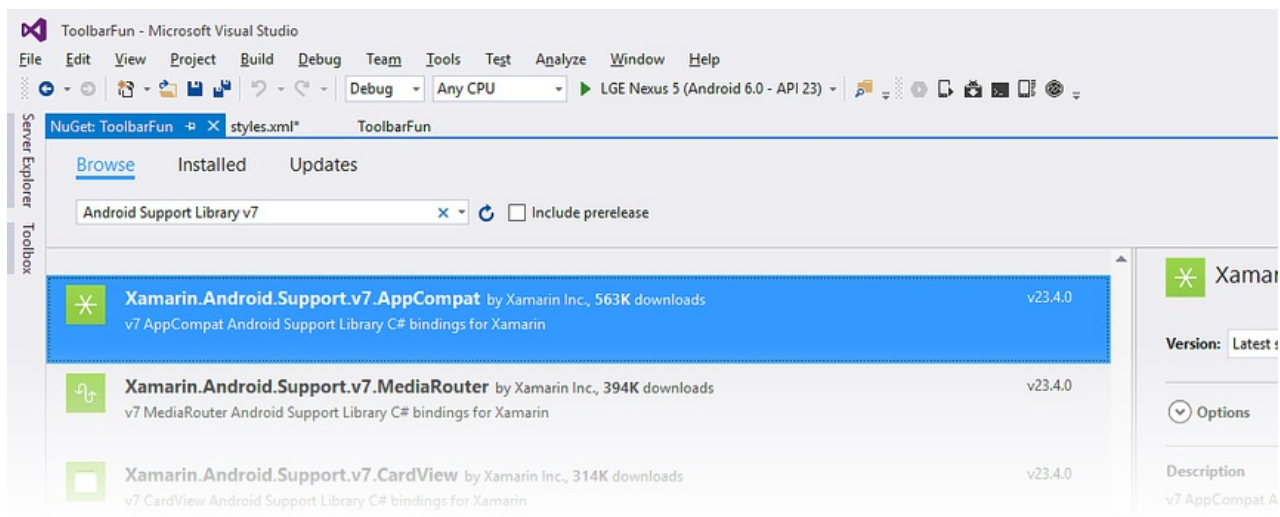 ToolbarFun - Microsoft Visual Studio
File Edit View Project Build Debug Team Tools Test Analyze Window Help
Debug Any CPU LGE Nexus 5 (Android 6.0 - API 23)
Server Explorer
Toolbox
NuGet: ToolbarFun styles.xml* ToolbarFun
Browse Installed Updates
Android Support Library v7 Include prerelease
Xamarin.Android.Support.v7.AppCompat by Xamarin Inc., 563K downloads v23.4.0
v7 AppCompat Android Support Library C# bindings for Xamarin
Xamarin.Android.Support.v7.MediaRouter by Xamarin Inc., 394K downloads v23.4.0
v7 MediaRouter Android Support Library C# bindings for Xamarin
Xamarin.Android.Support.v7.CardView by Xamarin Inc., 314K downloads v23.4.0
v7 CardView Android Support Library C# bindings for Xamarin
Xamar
Version: Latest s
Options
Description
v7 AppCompat A